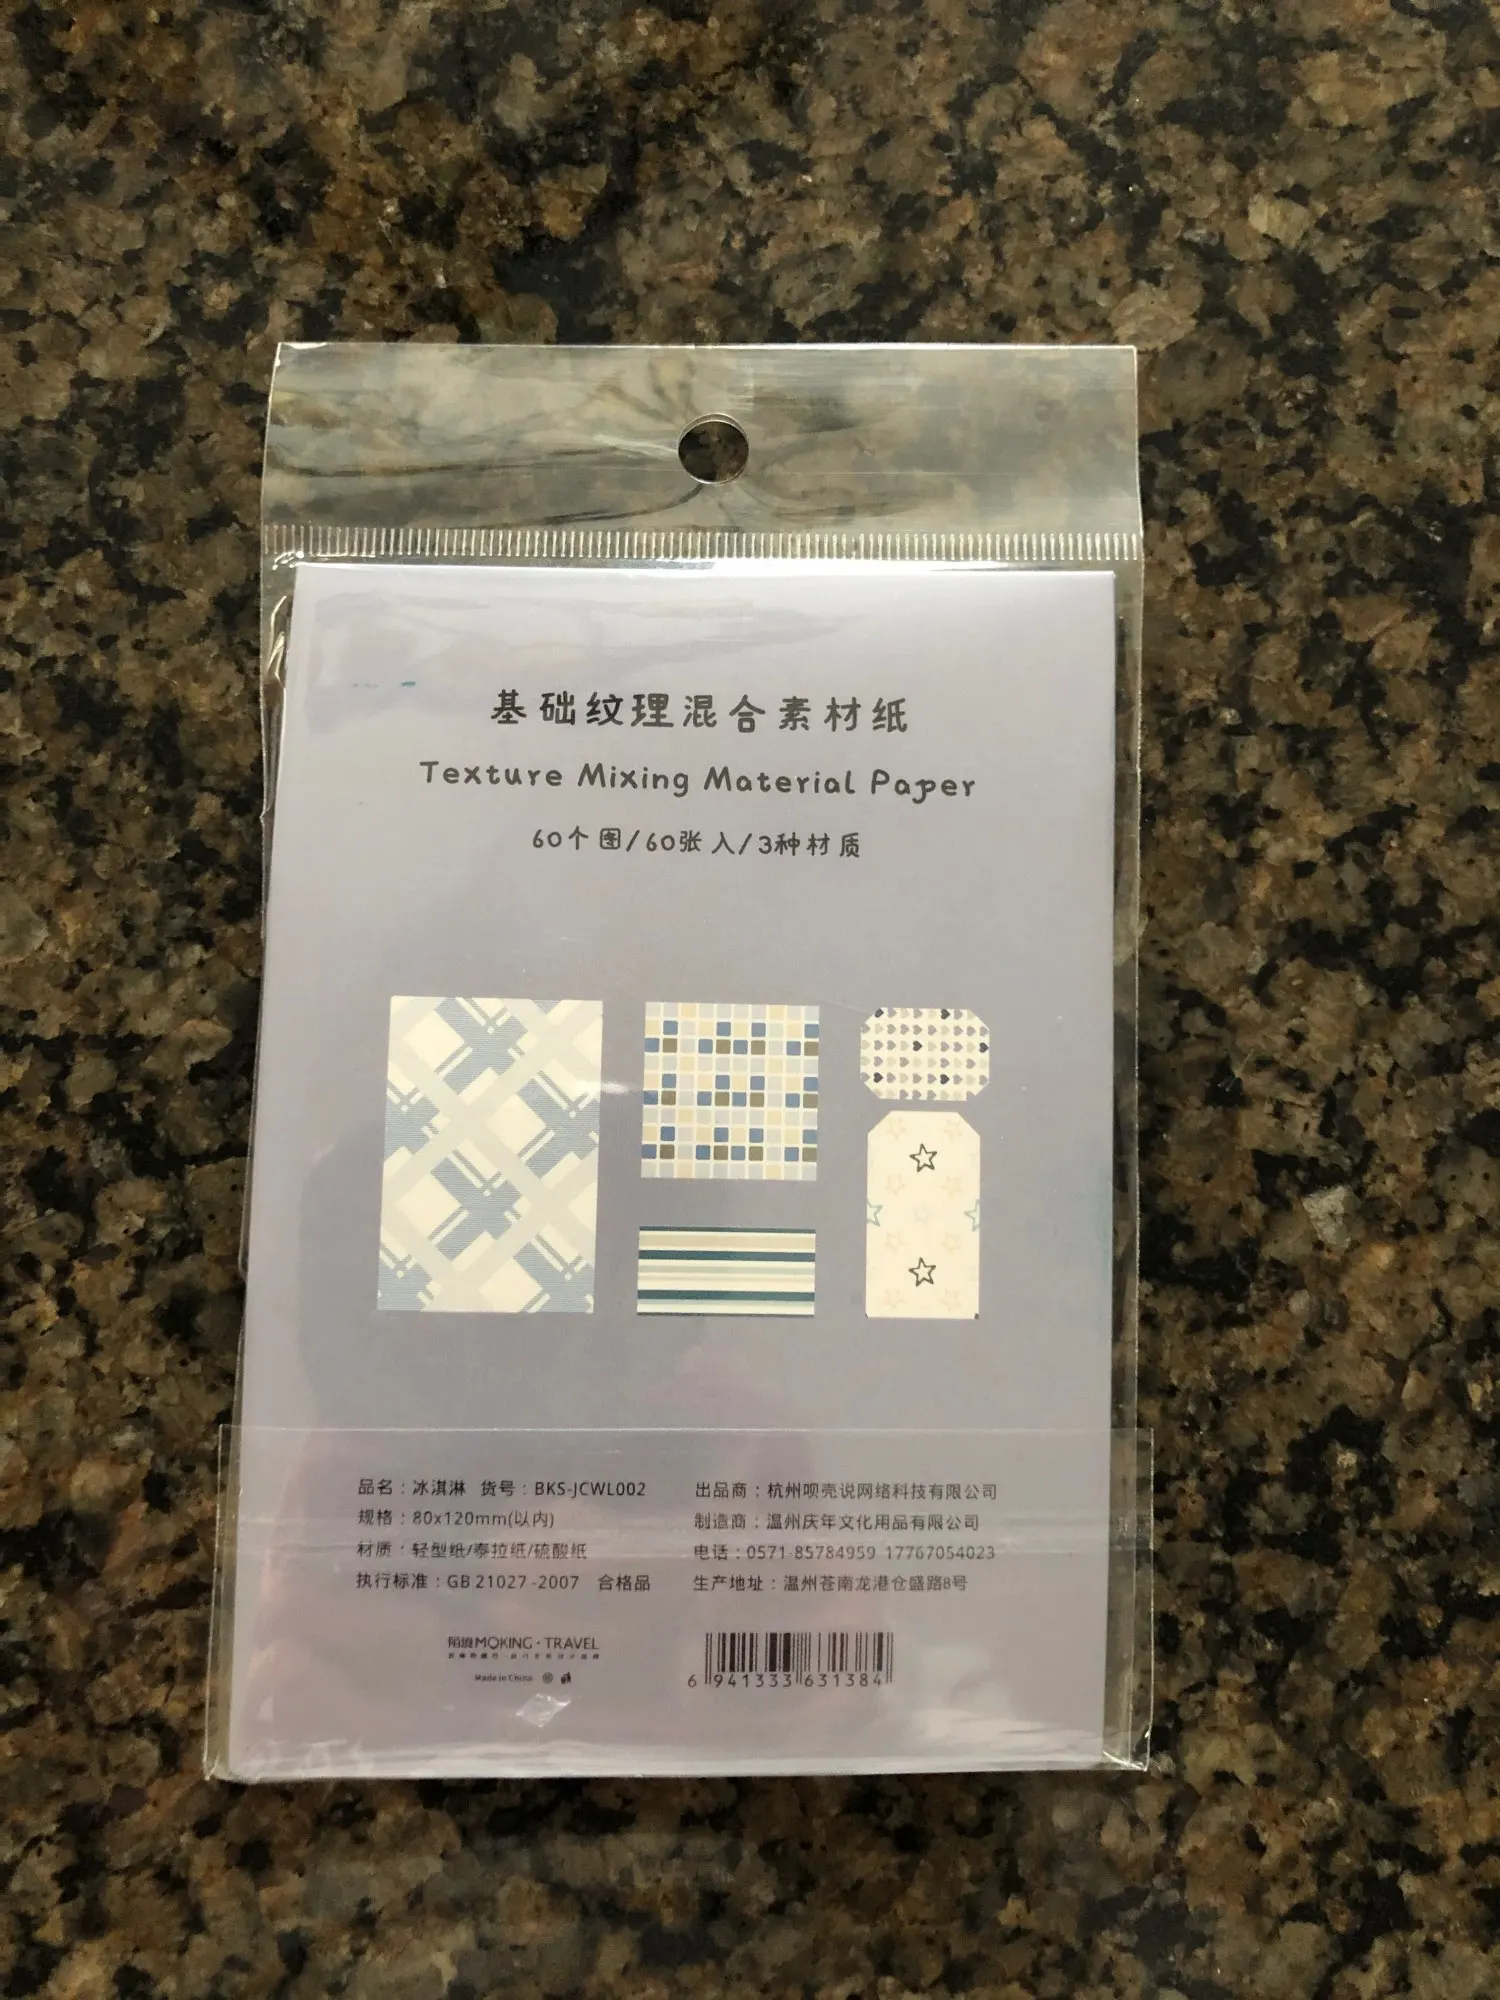 基础纹理混合素材纸
Texture Mixing Material Paper
60个图/60张入/3种材质
品名：冰淇淋 货号：BKS-JCWL002
规格：80x120mm(以内)
材质：轻型纸/泰拉纸/硫酸纸
执行标准：GB 21027-2007 合格品
出品商：杭州呗壳说网络科技有限公司
制造商：温州庆年文化用品有限公司
电话：0571-85784959 17767054023
生产地址：温州苍南龙港仓盛路8号
MOKING·TRAVEL
Made in China
6 941333 631384